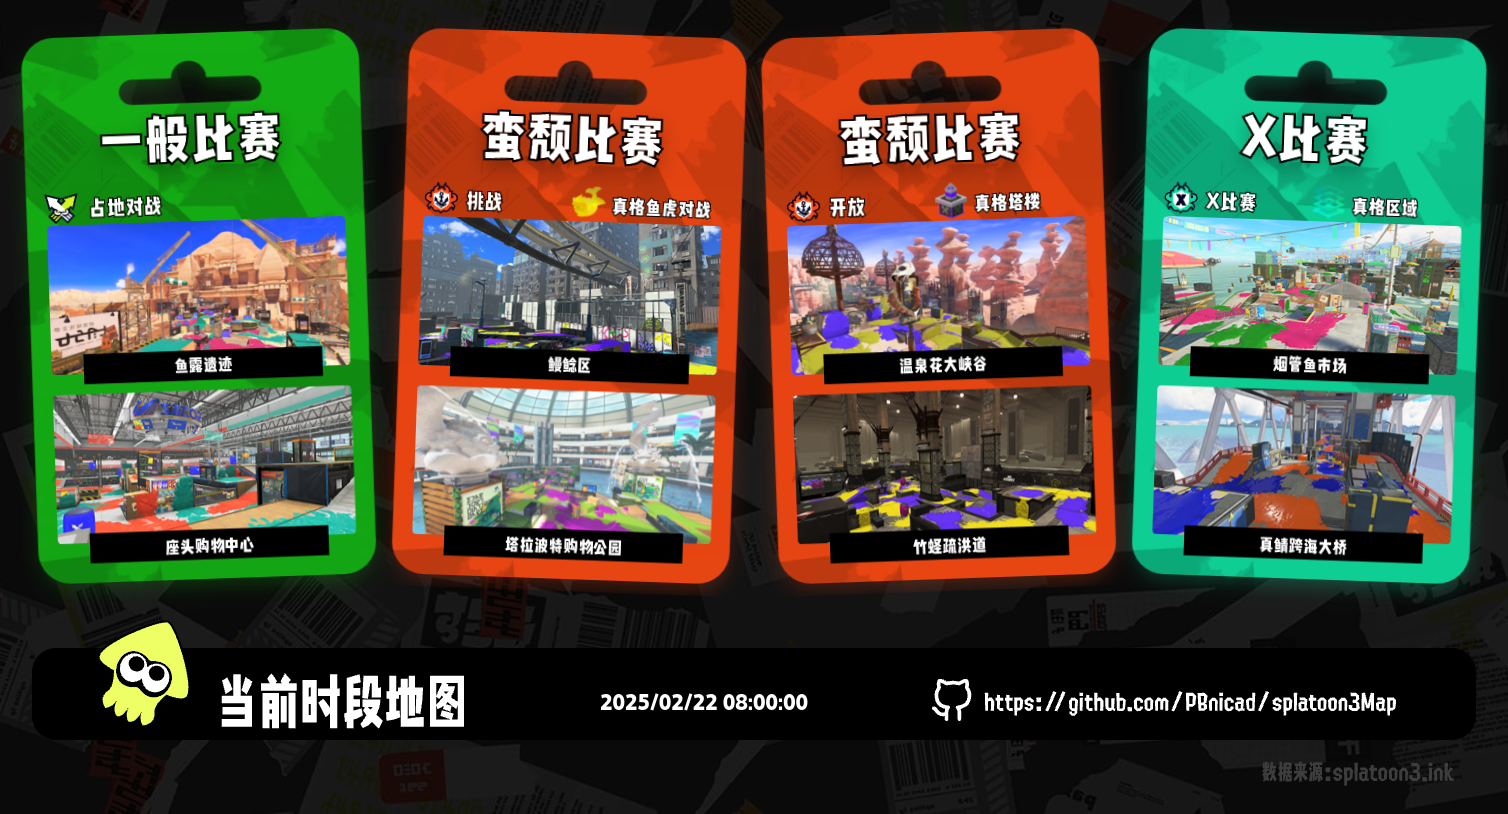 一般比赛
占地对战
鱼露遗迹
座头购物中心
蛮颓比赛
挑战
真格鱼虎对战
鳗鲶区
塔拉波特购物公园
蛮颓比赛
开放
真格塔楼
温泉花大峡谷
竹蛏疏洪道
X比赛
X比赛
真格区域
烟管鱼市场
真鲭跨海大桥
当前时段地图
2025/02/22 08:00:00
https://github.com/PBnicad/splatoon3Map
数据来源:splatoon3.ink